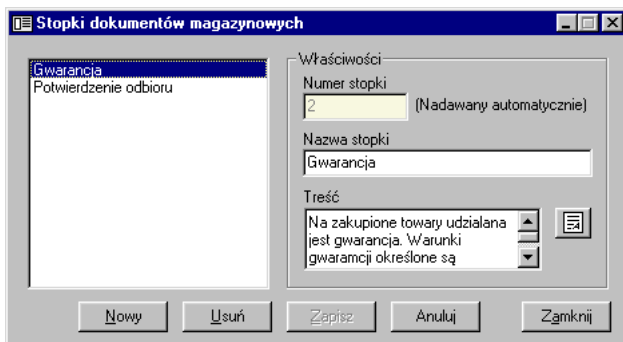 Stopki dokumentów magazynowych
Gwarancja
Potwierdzenie odbioru
Właściwości
Numer stopki
2 (Nadawany automatycznie)
Nazwa stopki
Gwarancja
Treść
Na zakupione towary udzialana
jest gwarancja. Warunki
gwaramcji określone są
Nowy Usuń Zapisz Anuluj Zamknij